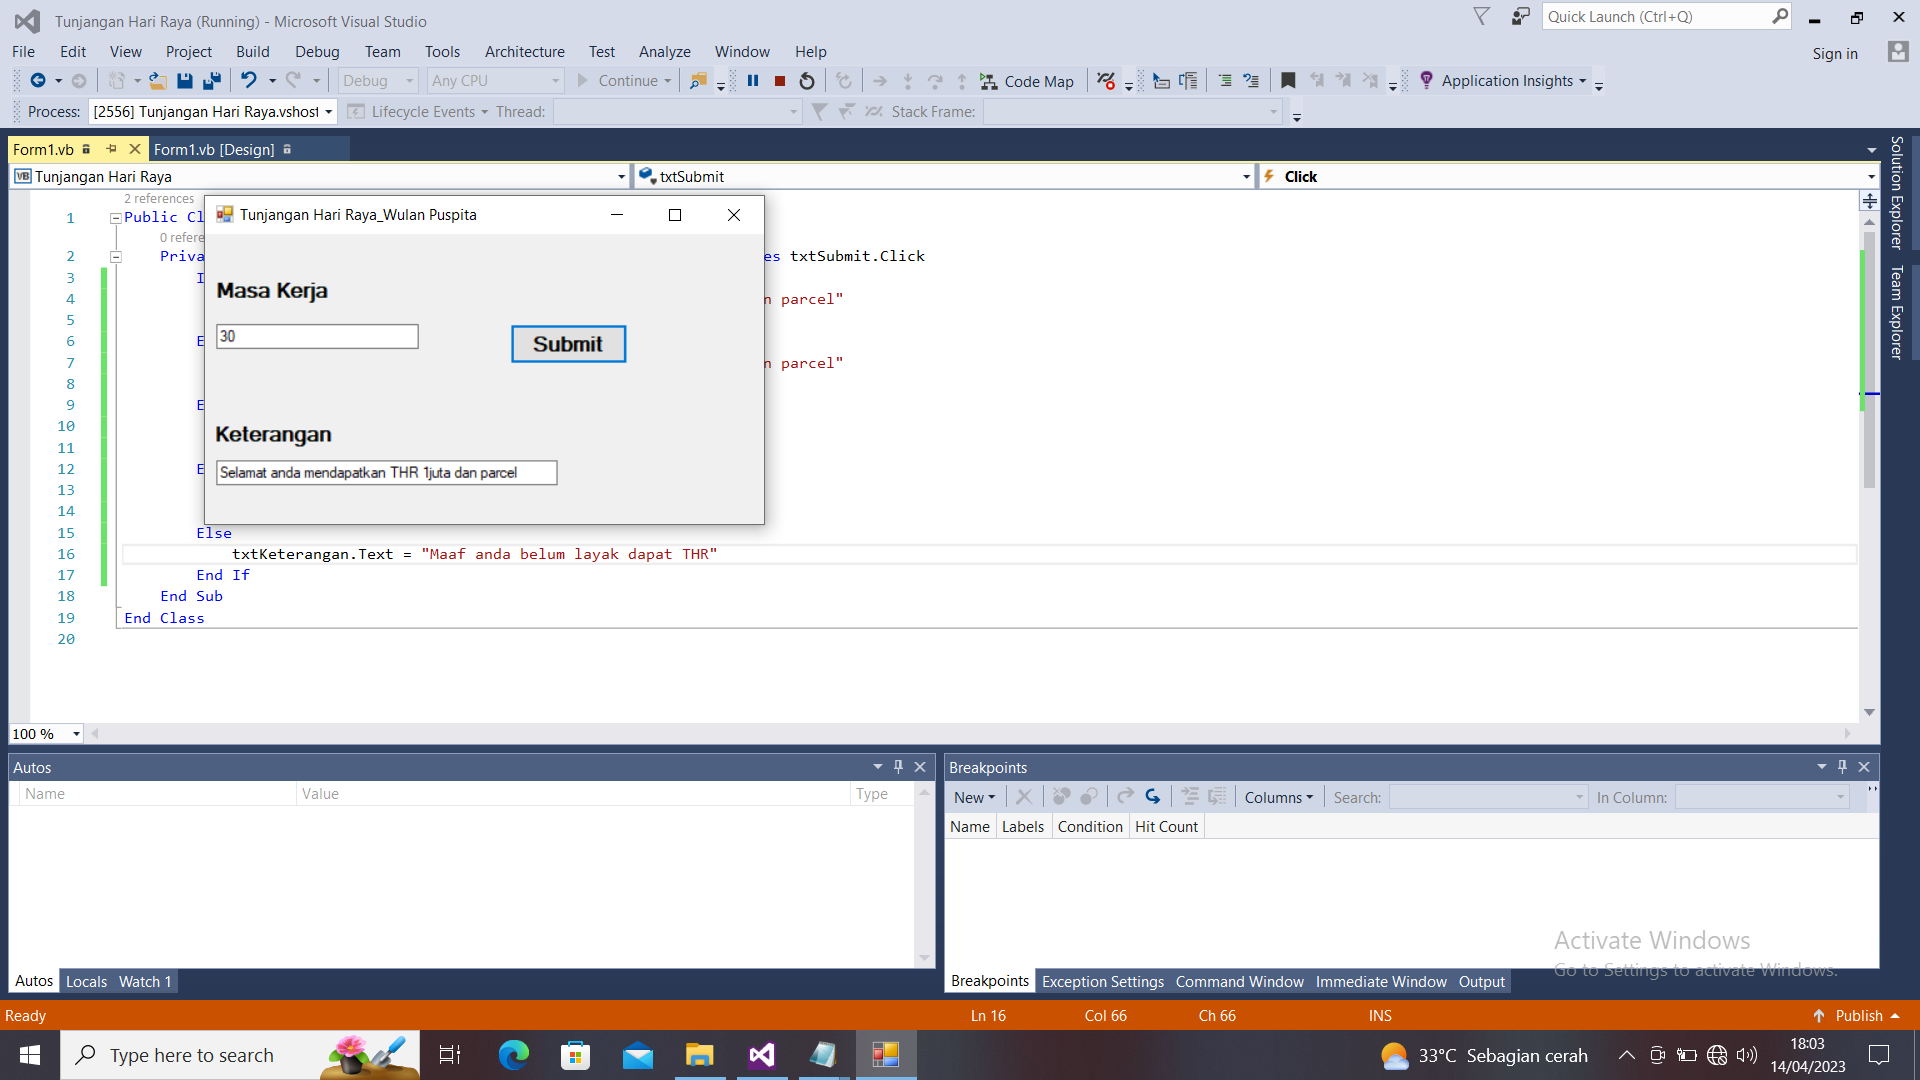 Tunjangan Hari Raya (Running) - Microsoft Visual Studio
Quick Launch (Ctrl+Q)
File Edit View Project Build Debug Team Tools Architecture Test Analyze Window Help
Sign in
Debug Any CPU Continue Code Map Application Insights
Process: [2556] Tunjangan Hari Raya.vshost Lifecycle Events Thread: Stack Frame:
Form1.vb Form1.vb [Design]
Tunjangan Hari Raya txtSubmit Click
Solution Explorer
Team Explorer
2 references
1 Public Cl
0 refere
2 Priva es txtSubmit.Click
3 I
4 n parcel"
5
6 E
7 n parcel"
8
9 E
10
11
12 E
13
14
15 Else
16 txtKeterangan.Text = "Maaf anda belum layak dapat THR"
17 End If
18 End Sub
19 End Class
20
Tunjangan Hari Raya_Wulan Puspita
Masa Kerja
30
Submit
Keterangan
Selamat anda mendapatkan THR 1juta dan parcel
100 %
Autos
Name Value Type
Autos Locals Watch 1
Breakpoints
New Columns Search: In Column:
Name Labels Condition Hit Count
Activate Windows
Go to Settings to activate Windows.
Breakpoints Exception Settings Command Window Immediate Window Output
Ready Ln 16 Col 66 Ch 66 INS Publish
Type here to search
33°C Sebagian cerah
18:03
14/04/2023